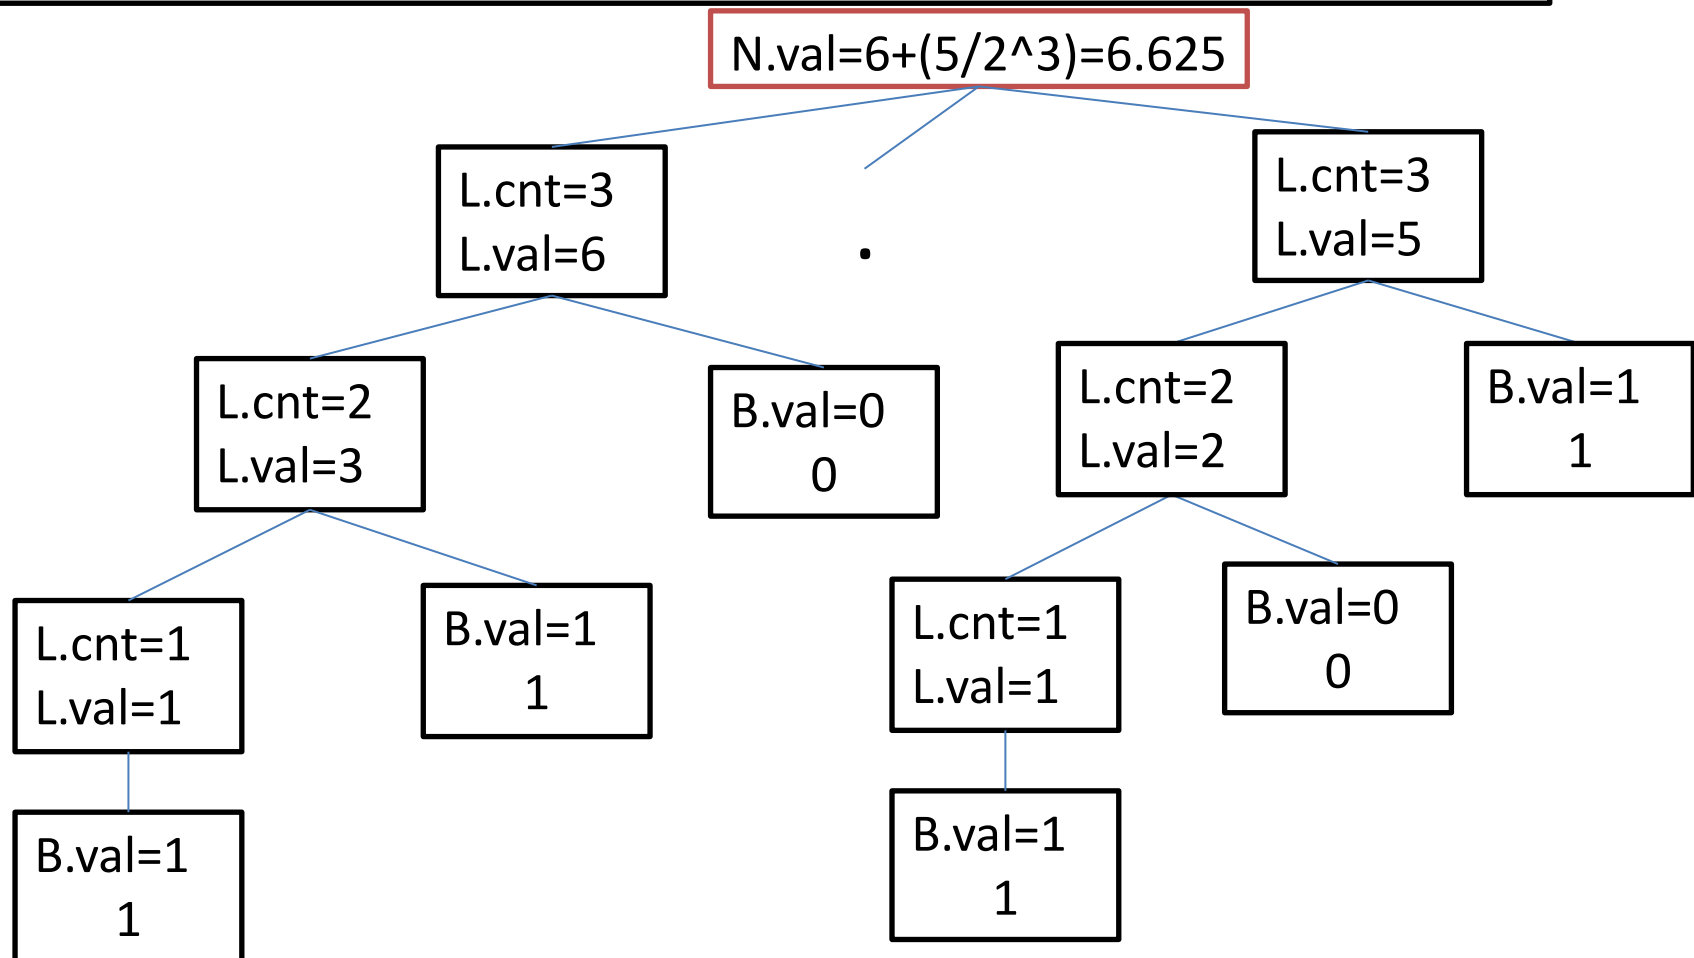 N.val=6+(5/2^3)=6.625
L.cnt=3
L.val=6
.
L.cnt=3
L.val=5
L.cnt=2
L.val=3
B.val=0
0
L.cnt=2
L.val=2
B.val=1
1
L.cnt=1
L.val=1
B.val=1
1
L.cnt=1
L.val=1
B.val=0
0
B.val=1
1
B.val=1
1